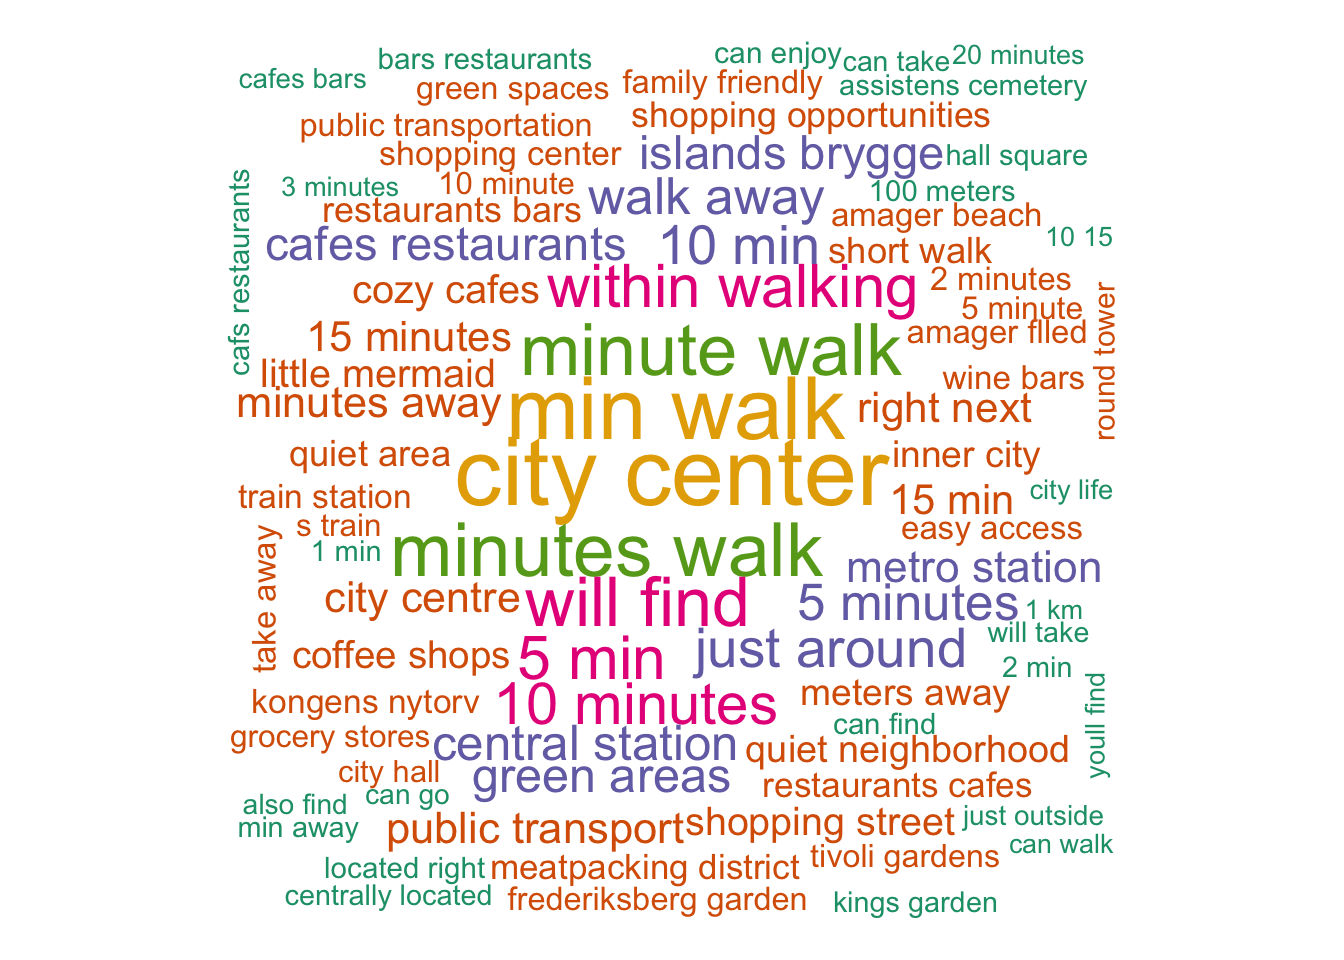 bars restaurants
can enjoy
can take
20 minutes
cafes bars
green spaces
family friendly
assistens cemetery
public transportation
shopping opportunities
shopping center
islands brygge
hall square
3 minutes
10 minute
walk away
100 meters
restaurants bars
amager beach
cafes restaurants
10 min
short walk
10 15
cafs restaurants
cozy cafes
within walking
2 minutes
5 minute
15 minutes
minute walk
amager flled
round tower
little mermaid
wine bars
minutes away
min walk
right next
quiet area
city center
inner city
train station
15 min
city life
s train
easy access
1 min
minutes walk
metro station
take away
city centre
will find
5 minutes
1 km
coffee shops
5 min
just around
will take
2 min
kongens nytorv
10 minutes
meters away
youll find
can find
grocery stores
central station
quiet neighborhood
city hall
green areas
restaurants cafes
also find
can go
min away
public transport
shopping street
just outside
can walk
located right
meatpacking district
tivoli gardens
centrally located
frederiksberg garden
kings garden